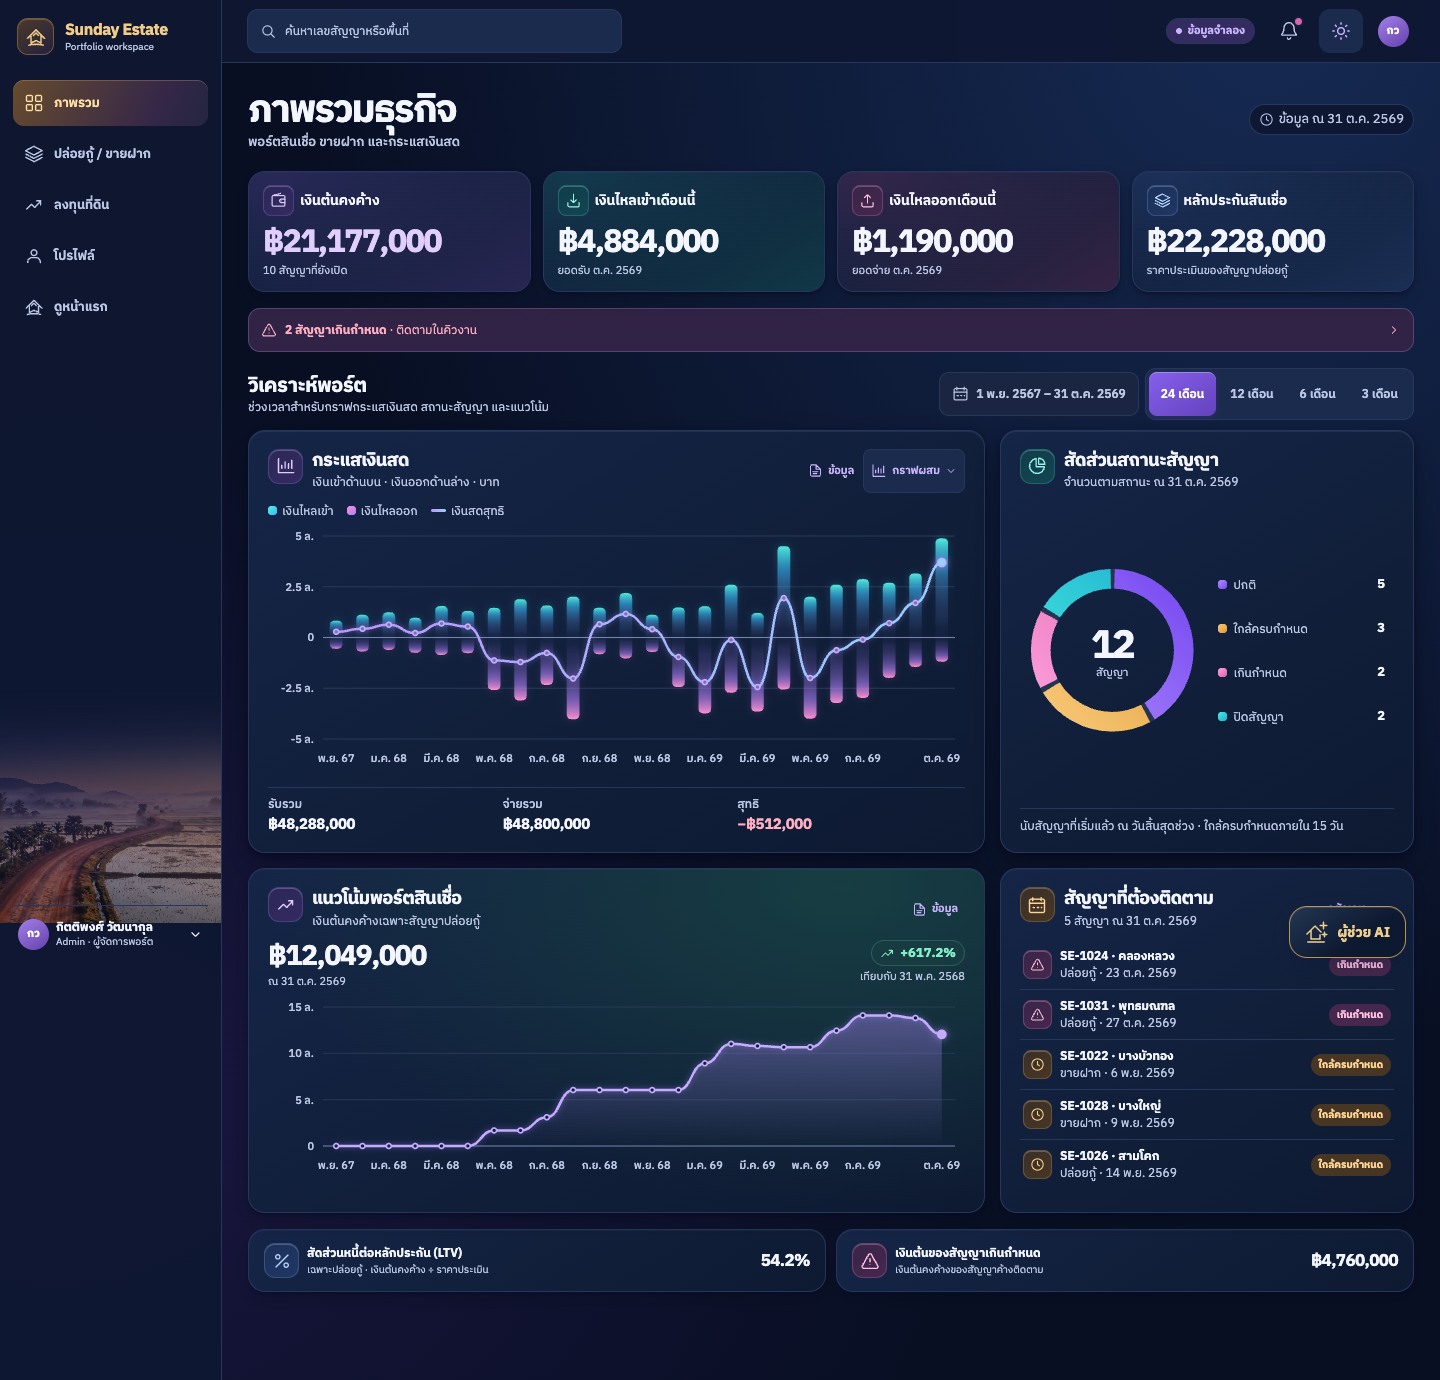 Sunday Estate
Portfolio workspace
ภาพรวม
ปล่อยกู้ / ขายฝาก
ลงทุนที่ดิน
โปรไฟล์
ดูหน้าแรก
กว
กิตติพงศ์ วัฒนากุล
Admin · ผู้จัดการพอร์ต
ค้นหาเลขสัญญาหรือพื้นที่
ข้อมูลจำลอง
กว
ภาพรวมธุรกิจ
พอร์ตสินเชื่อ ขายฝาก และกระแสเงินสด
ข้อมูล ณ 31 ต.ค. 2569
เงินต้นคงค้าง
฿21,177,000
10 สัญญาที่ยังเปิด
เงินไหลเข้าเดือนนี้
฿4,884,000
ยอดรับ ต.ค. 2569
เงินไหลออกเดือนนี้
฿1,190,000
ยอดจ่าย ต.ค. 2569
หลักประกันสินเชื่อ
฿22,228,000
ราคาประเมินของสัญญาปล่อยกู้
2 สัญญาเกินกำหนด · ติดตามในคิวงาน
วิเคราะห์พอร์ต
ช่วงเวลาสำหรับกราฟกระแสเงินสด สถานะสัญญา และแนวโน้ม
1 พ.ย. 2567 – 31 ต.ค. 2569
24 เดือน 12 เดือน 6 เดือน 3 เดือน
กระแสเงินสด
เงินเข้าด้านบน · เงินออกด้านล่าง · บาท
ข้อมูล
กราฟผสม
เงินไหลเข้า เงินไหลออก เงินสดสุทธิ
5 ล.
2.5 ล.
0
-2.5 ล.
-5 ล.
พ.ย. 67 ม.ค. 68 มี.ค. 68 พ.ค. 68 ก.ค. 68 ก.ย. 68 พ.ย. 68 ม.ค. 69 มี.ค. 69 พ.ค. 69 ก.ค. 69 ต.ค. 69
รับรวม
฿48,288,000
จ่ายรวม
฿48,800,000
สุทธิ
−฿512,000
สัดส่วนสถานะสัญญา
จำนวนตามสถานะ ณ 31 ต.ค. 2569
12
สัญญา
ปกติ 5
ใกล้ครบกำหนด 3
เกินกำหนด 2
ปิดสัญญา 2
นับสัญญาที่เริ่มแล้ว ณ วันสิ้นสุดช่วง · ใกล้ครบกำหนดภายใน 15 วัน
แนวโน้มพอร์ตสินเชื่อ
เงินต้นคงค้างเฉพาะสัญญาปล่อยกู้
ข้อมูล
฿12,049,000
ณ 31 ต.ค. 2569
+617.2%
เทียบกับ 31 พ.ค. 2568
15 ล.
10 ล.
5 ล.
0
พ.ย. 67 ม.ค. 68 มี.ค. 68 พ.ค. 68 ก.ค. 68 ก.ย. 68 พ.ย. 68 ม.ค. 69 มี.ค. 69 พ.ค. 69 ก.ค. 69 ต.ค. 69
สัญญาที่ต้องติดตาม
5 สัญญา ณ 31 ต.ค. 2569
ผู้ช่วย AI
SE-1024 · คลองหลวง
ปล่อยกู้ · 23 ต.ค. 2569
เกินกำหนด
SE-1031 · พุทธมณฑล
ปล่อยกู้ · 27 ต.ค. 2569
เกินกำหนด
SE-1022 · บางบัวทอง
ขายฝาก · 6 พ.ย. 2569
ใกล้ครบกำหนด
SE-1028 · บางใหญ่
ขายฝาก · 9 พ.ย. 2569
ใกล้ครบกำหนด
SE-1026 · สามโคก
ปล่อยกู้ · 14 พ.ย. 2569
ใกล้ครบกำหนด
สัดส่วนหนี้ต่อหลักประกัน (LTV)
เฉพาะปล่อยกู้ · เงินต้นคงค้าง ÷ ราคาประเมิน
54.2%
เงินต้นของสัญญาเกินกำหนด
เงินต้นคงค้างของสัญญาค้างติดตาม
฿4,760,000